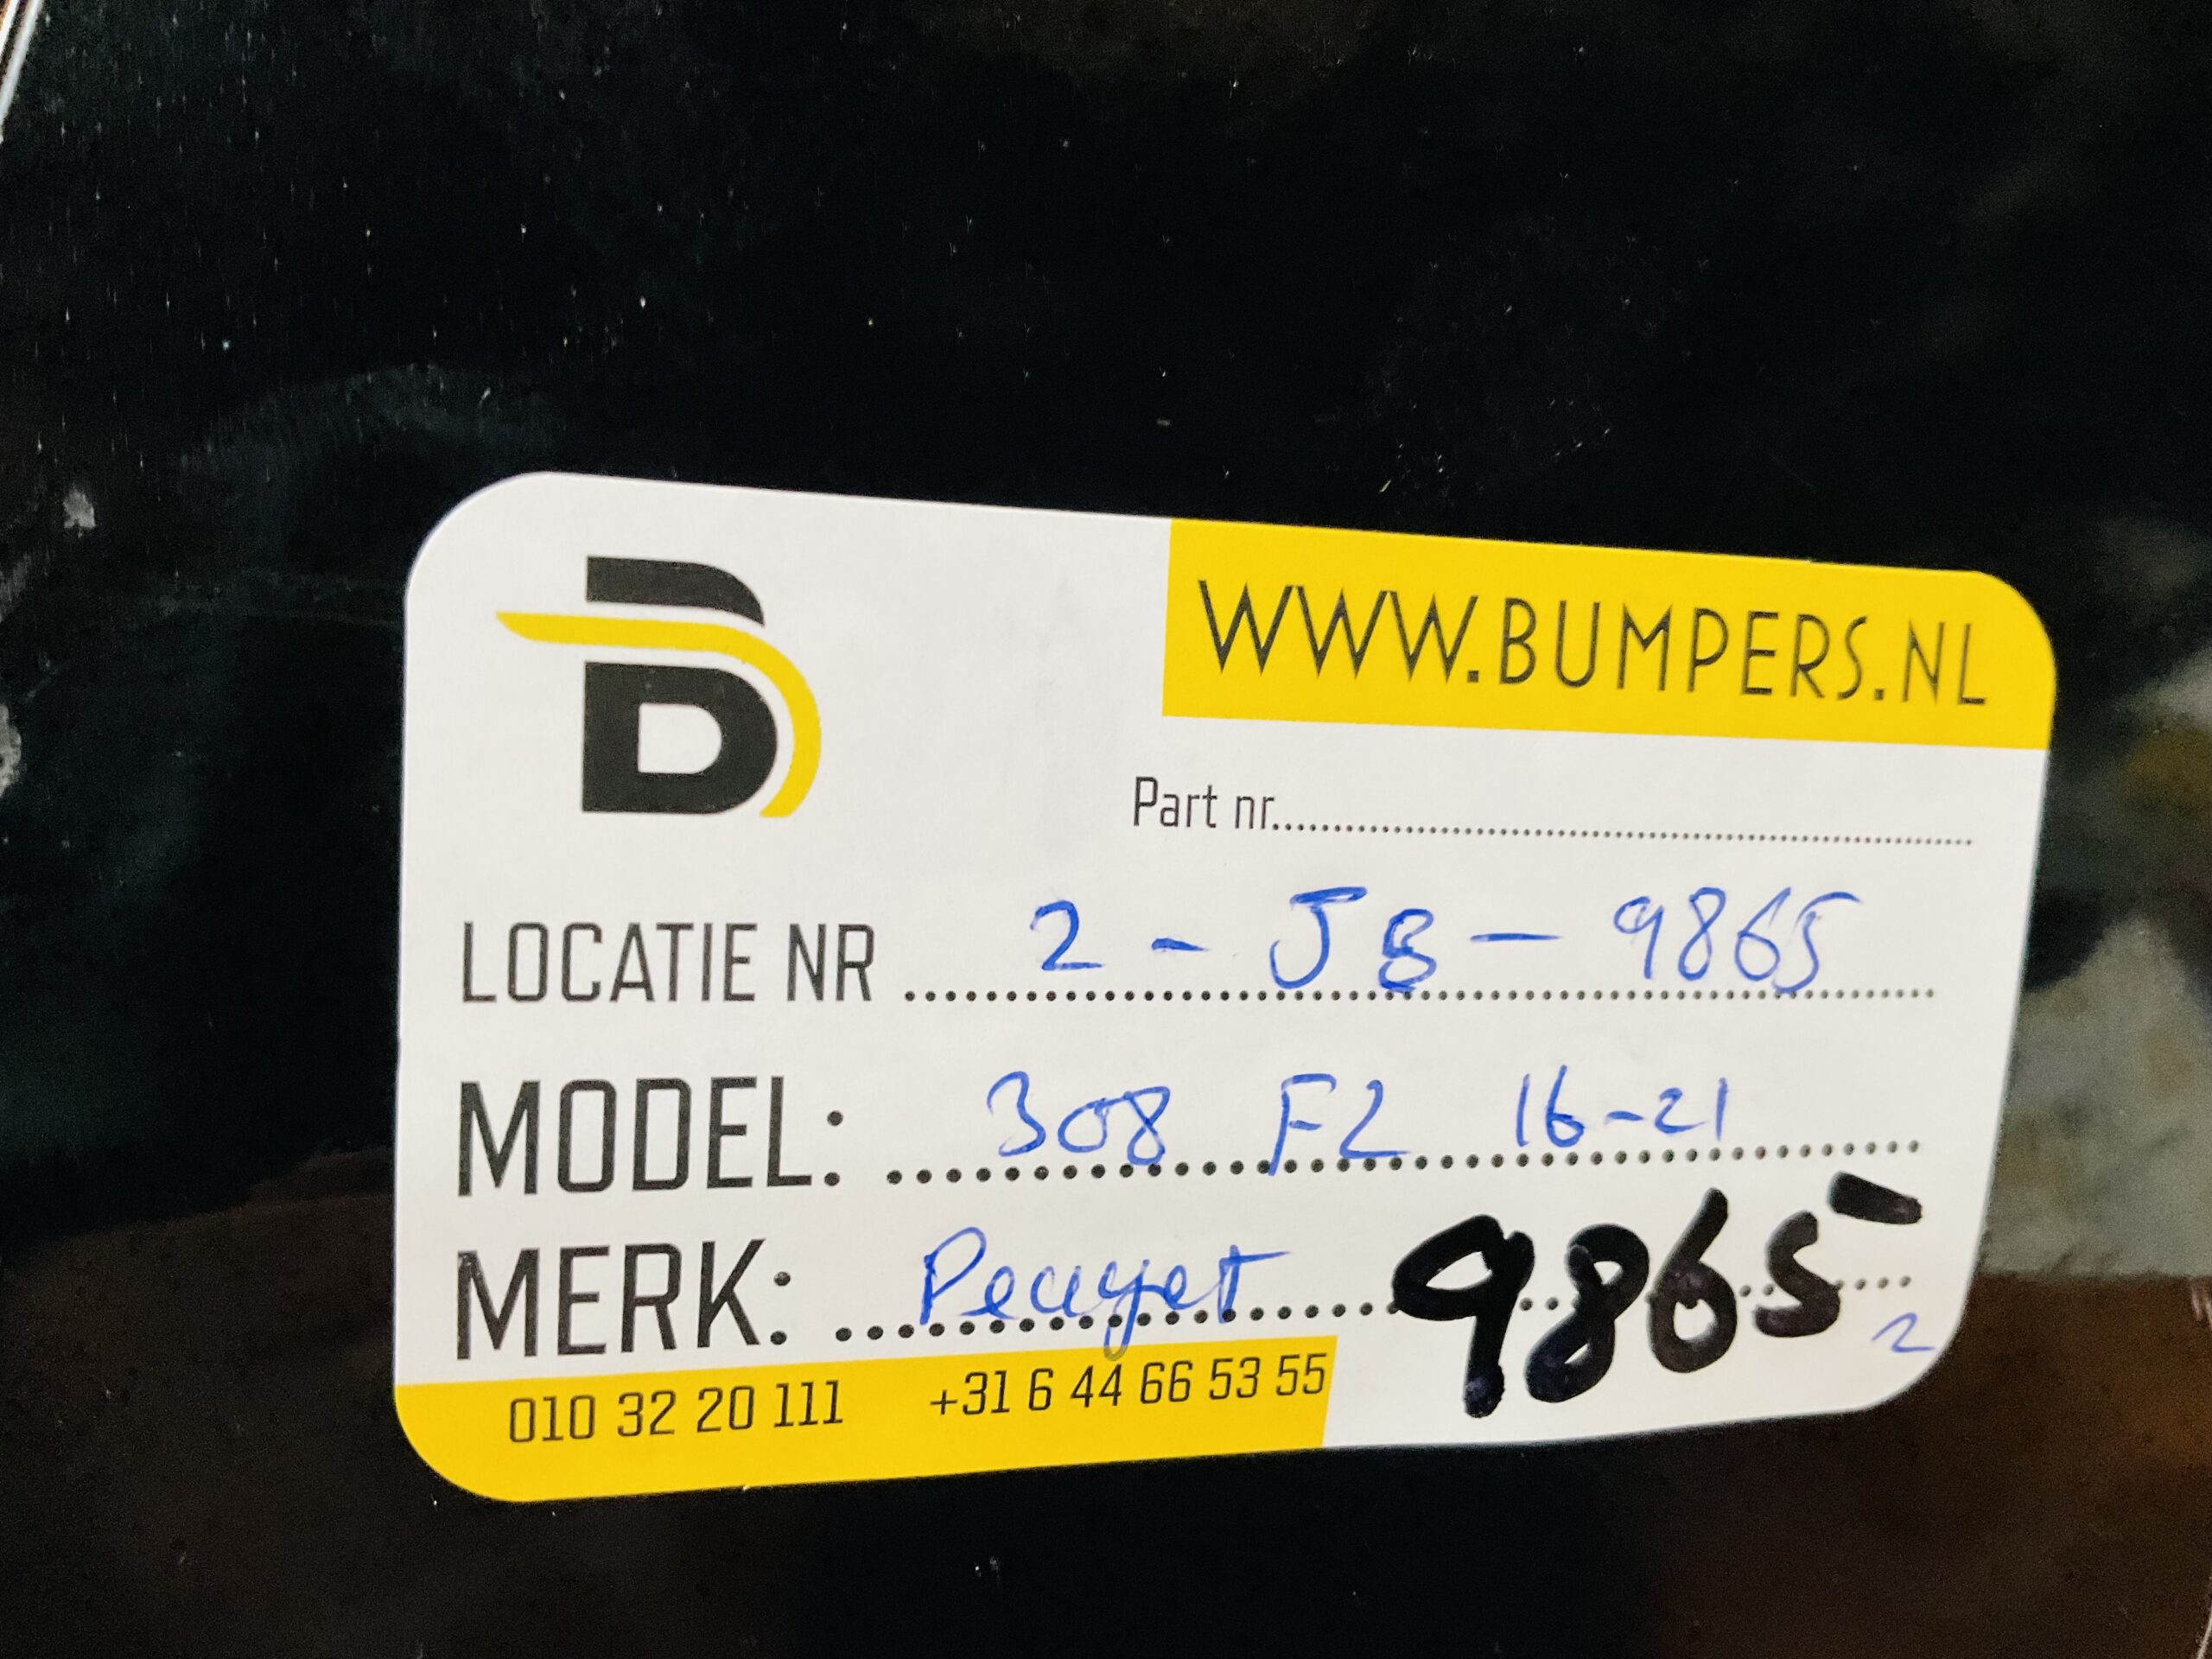 WWW.BUMPERS.NL
Part nr.
LOCATIE NR 2 - JB - 9865
MODEL: 308 FL 16-21
MERK: Peugeot 9865
2
010 32 20 111 +31 6 44 66 53 55